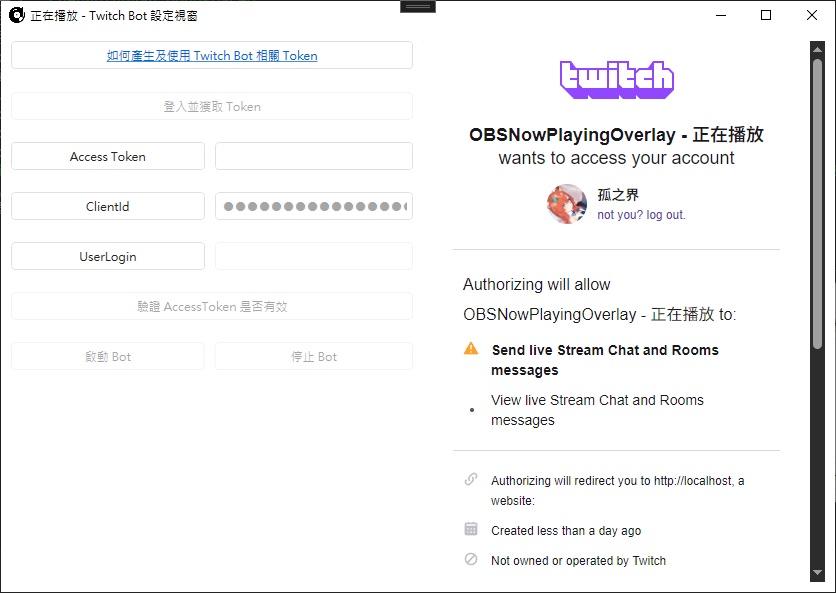 正在播放 - Twitch Bot 設定視窗
如何產生及使用 Twitch Bot 相關 Token
登入並獲取 Token
Access Token
ClientId
UserLogin
驗證 AccessToken 是否有效
啟動 Bot
停止 Bot
twitch
OBSNowPlayingOverlay - 正在播放
wants to access your account
孤之界
not you? log out.
Authorizing will allow
OBSNowPlayingOverlay - 正在播放 to:
Send live Stream Chat and Rooms
messages
View live Stream Chat and Rooms
messages
Authorizing will redirect you to http://localhost, a
website:
Created less than a day ago
Not owned or operated by Twitch